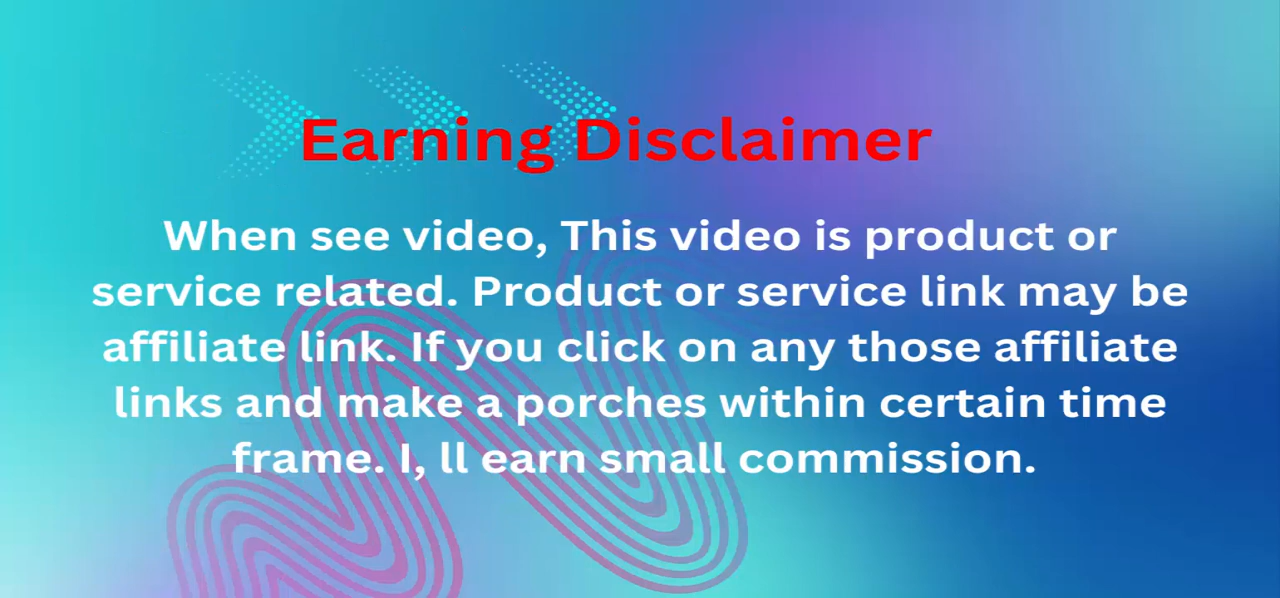 Earning Disclaimer
When see video, This video is product or
service related. Product or service link may be
affiliate link. If you click on any those affiliate
links and make a porches within certain time
frame. I, ll earn small commission.